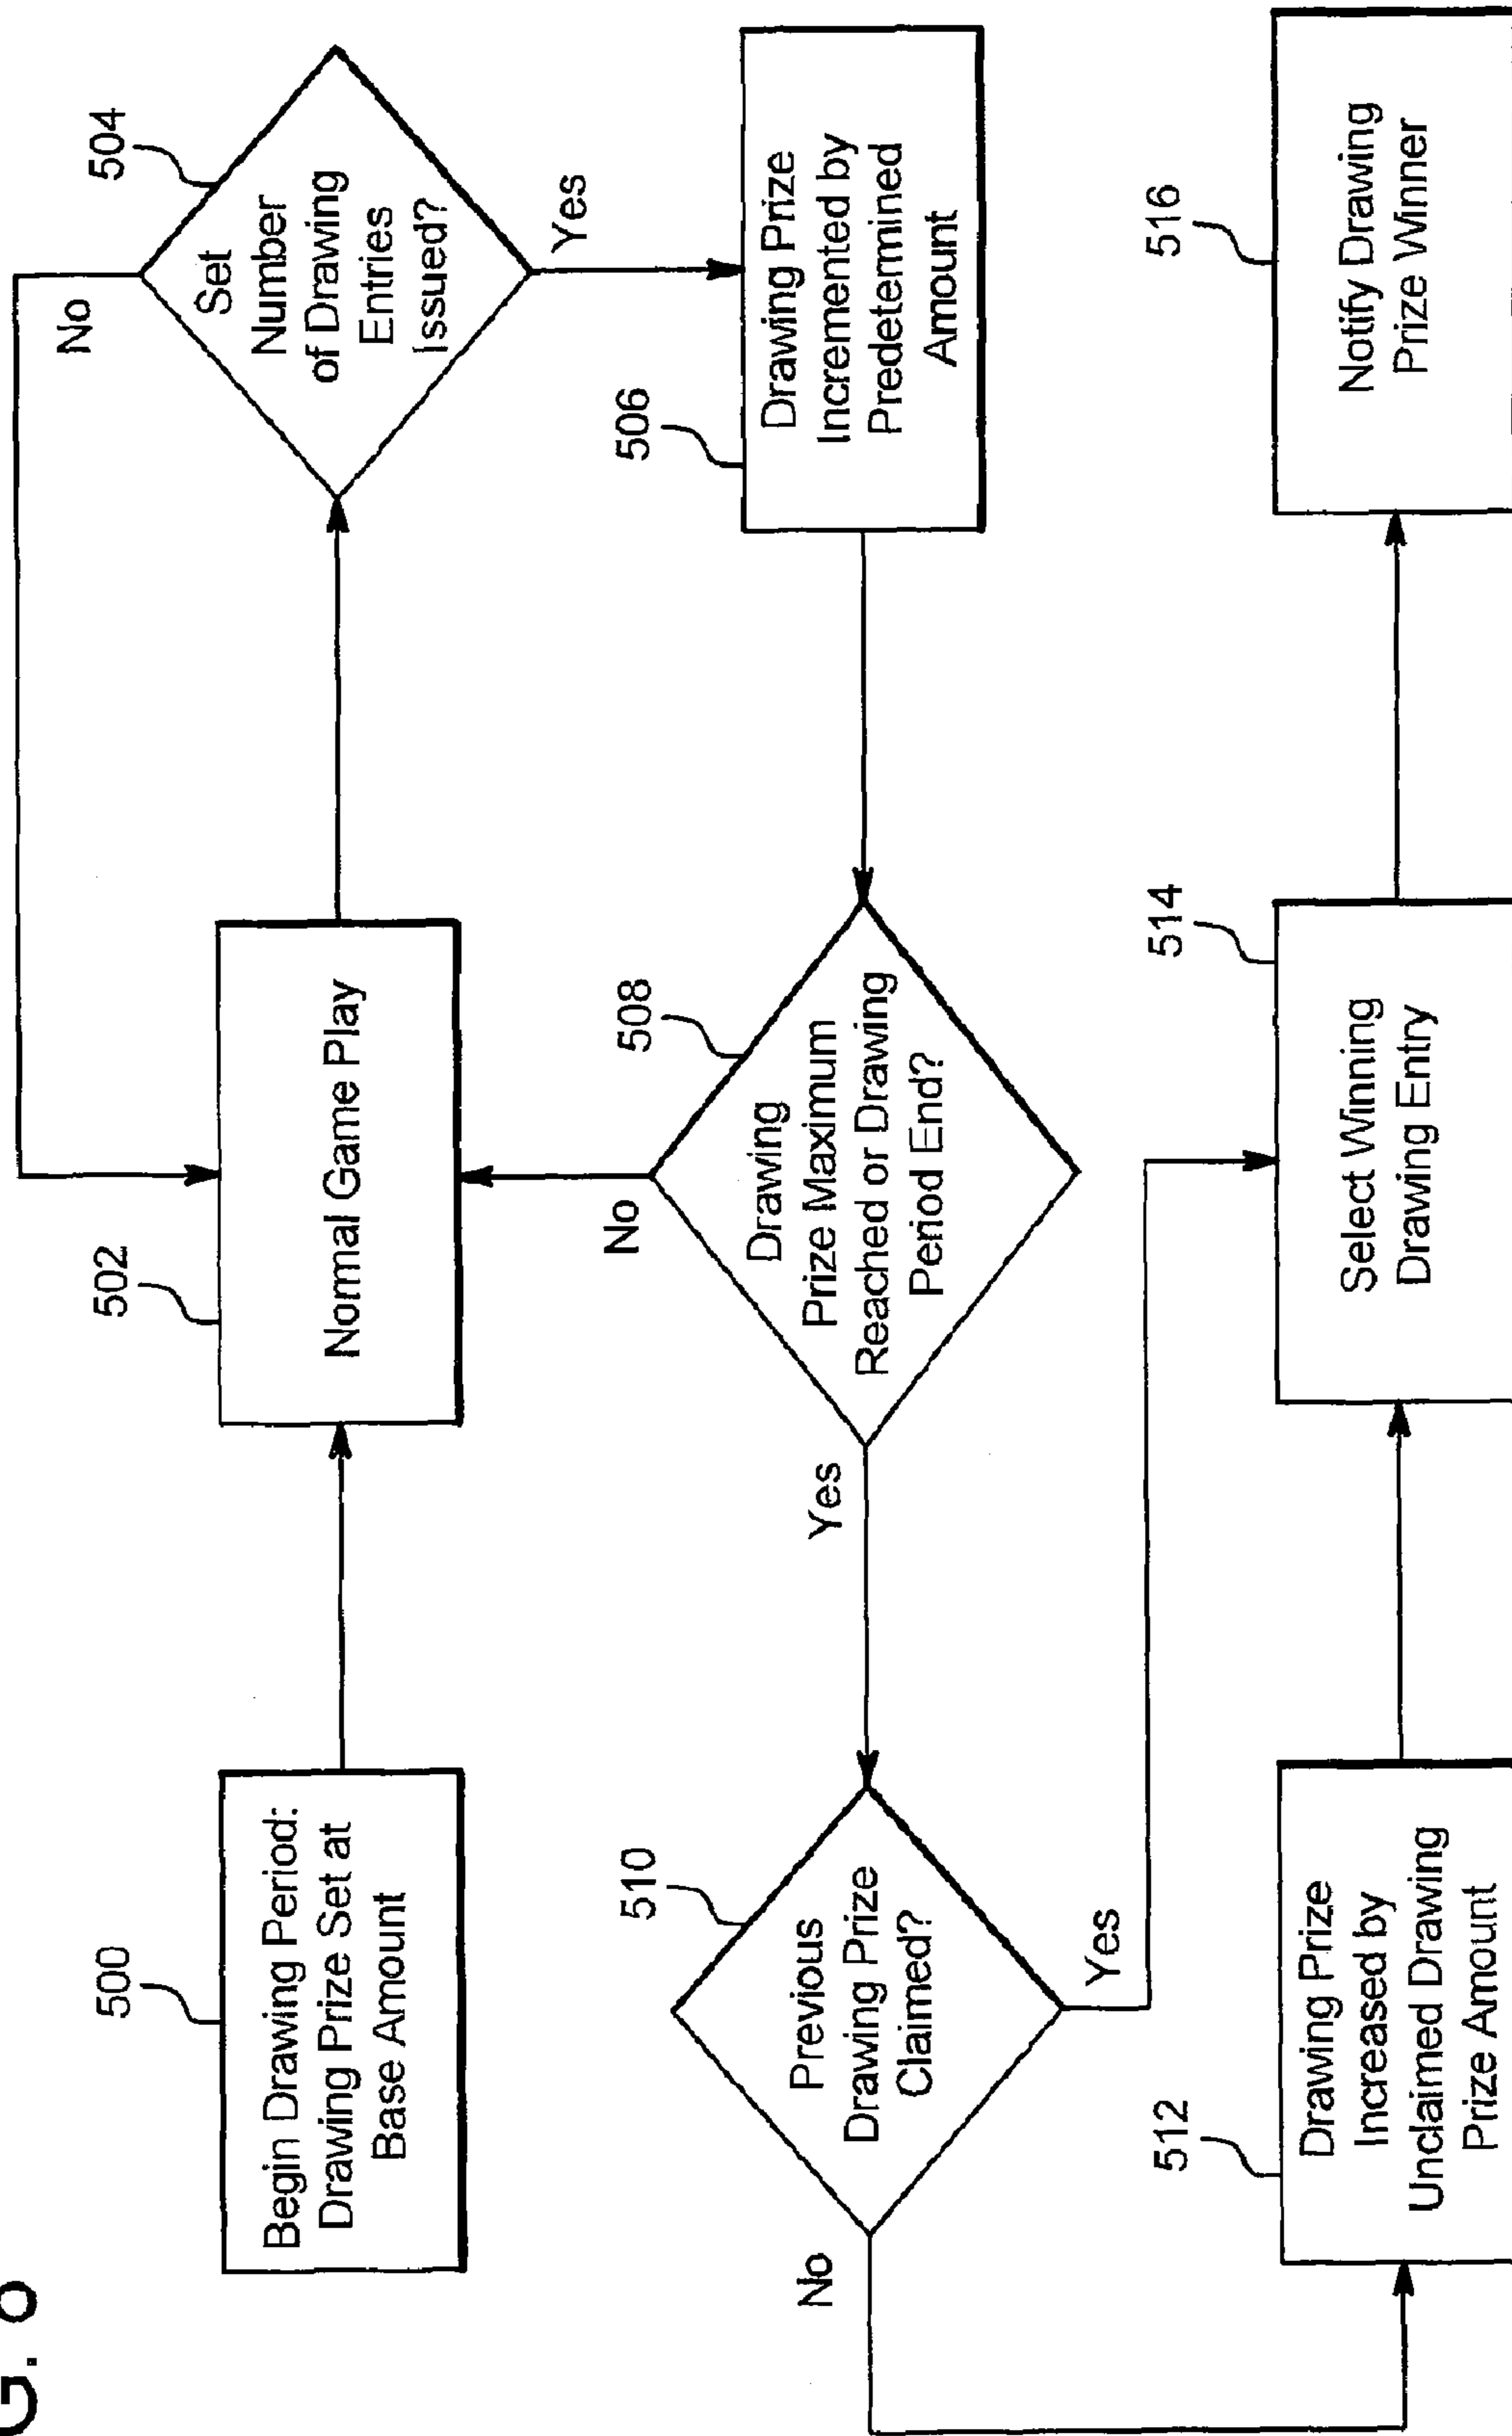 G.
500
Begin Drawing Period:
Drawing Prize Set at
Base Amount
502
Normal Game Play
504
Set
Number
of Drawing
Entries
Issued?
No
Yes
506
Drawing Prize
Incremented by
Predetermined
Amount
508
Drawing
Prize Maximum
Reached or Drawing
Period End?
No
Yes
510
Previous
Drawing Prize
Claimed?
No
Yes
512
Drawing Prize
Increased by
Unclaimed Drawing
Prize Amount
514
Select Winning
Drawing Entry
516
Notify Drawing
Prize Winner